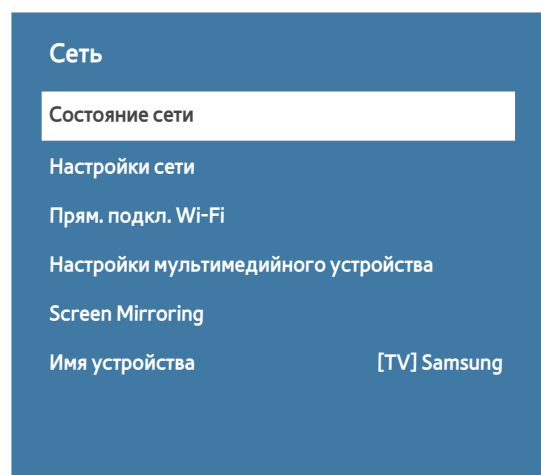 Сеть
Состояние сети
Настройки сети
Прям. подкл. Wi-Fi
Настройки мультимедийного устройства
Screen Mirroring
Имя устройства [TV] Samsung